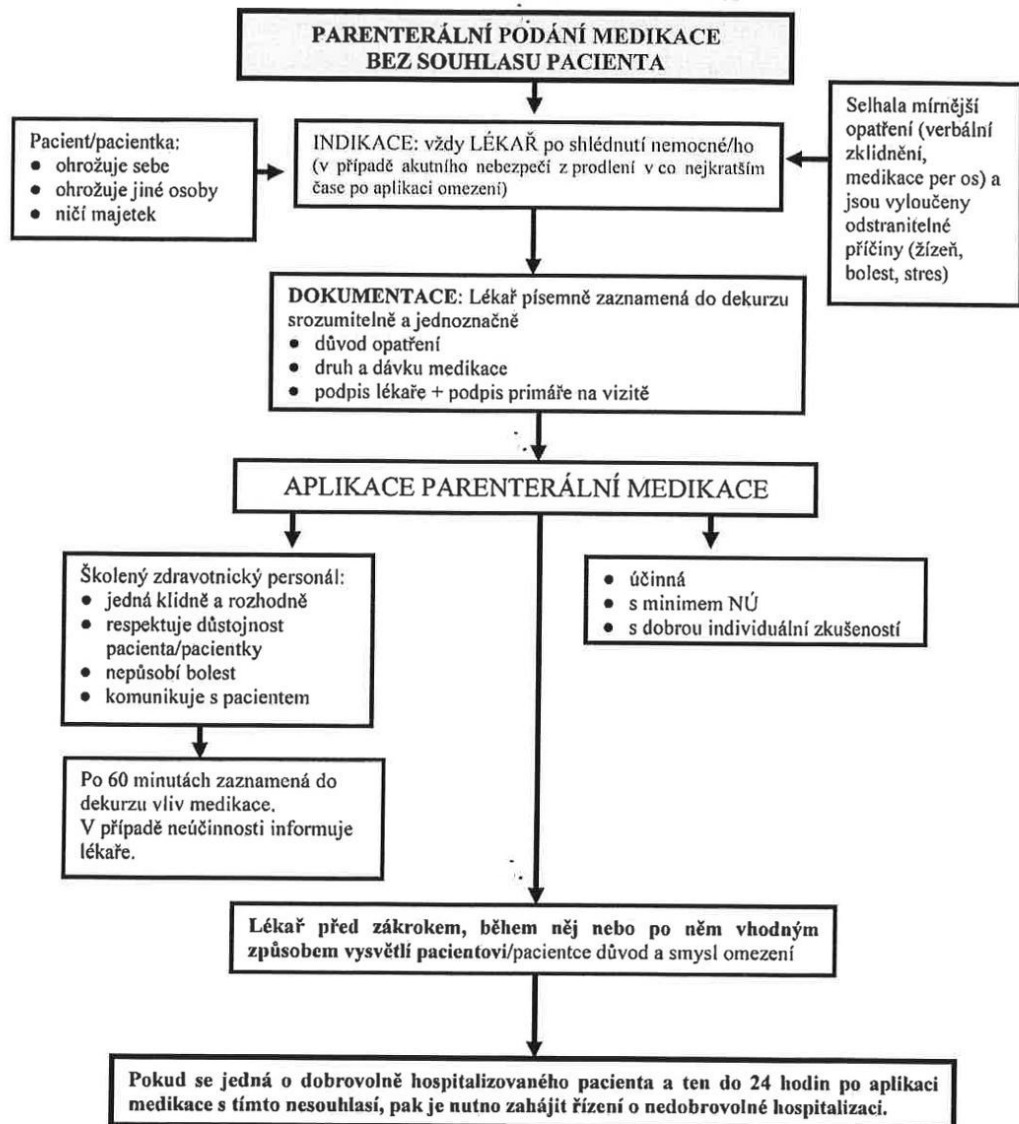 PARENTERÁLNÍ PODÁNÍ MEDIKACE
BEZ SOUHLASU PACIENTA
Pacient/pacientka:
● ohrožuje sebe
● ohrožuje jiné osoby
● ničí majetek
INDIKACE: vždy LÉKAŘ po shlédnutí nemocné/ho
(v případě akutního nebezpečí z prodlení v co nejkratším
čase po aplikaci omezení)
Selhala mírnější
opatření (verbální
zklidnění,
medikace per os) a
jsou vyloučeny
odstranitelné
příčiny (žízeň,
bolest, stres)
DOKUMENTACE: Lékař písemně zaznamená do dekurzu
srozumitelně a jednoznačně
● důvod opatření
● druh a dávku medikace
● podpis lékaře + podpis primáře na vizitě
APLIKACE PARENTERÁLNÍ MEDIKACE
Školený zdravotnický personál:
● jedná klidně a rozhodně
● respektuje důstojnost
pacienta/pacientky
● nepůsobí bolest
● komunikuje s pacientem
● účinná
● s minimem NÚ
● s dobrou individuální zkušeností
Po 60 minutách zaznamená do
dekurzu vliv medikace.
V případě neúčinnosti informuje
lékaře.
Lékař před zákrokem, během něj nebo po něm vhodným
způsobem vysvětlí pacientovi/pacientce důvod a smysl omezení
Pokud se jedná o dobrovolně hospitalizovaného pacienta a ten do 24 hodin po aplikaci
medikace s tímto nesouhlasí, pak je nutno zahájit řízení o nedobrovolné hospitalizaci.